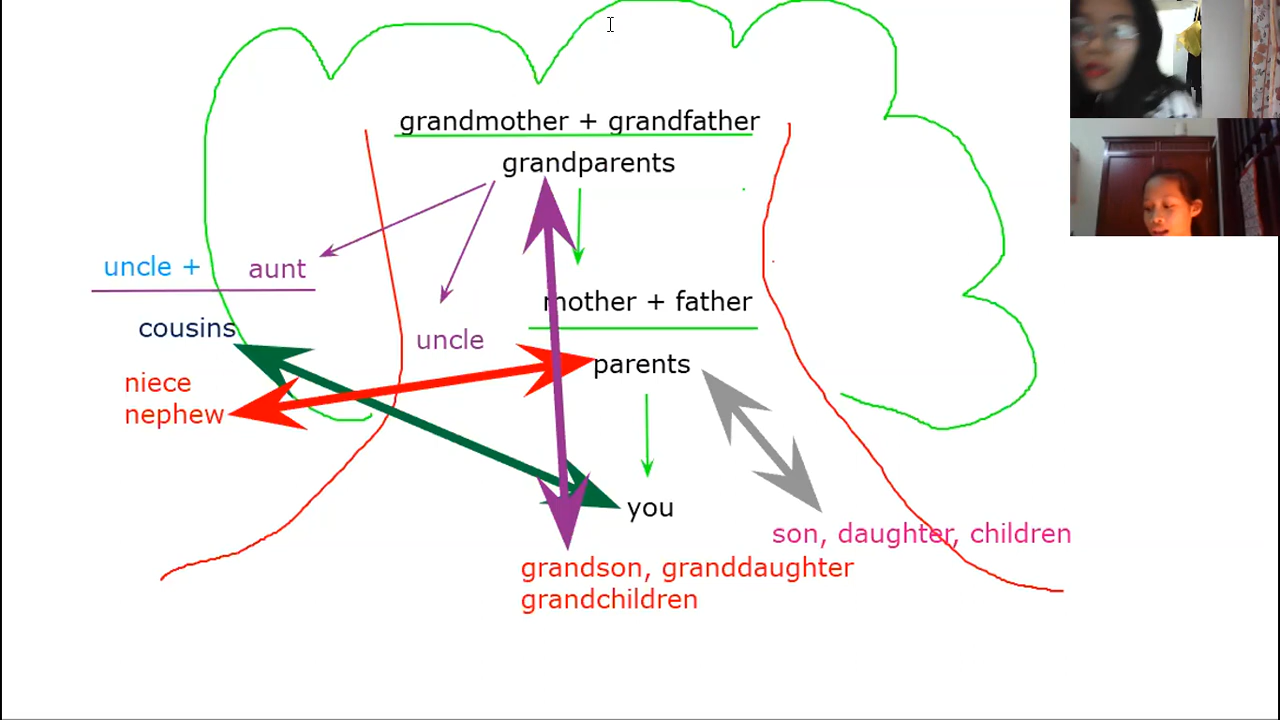 grandmother + grandfather
grandparents
uncle + aunt
mother + father
cousins
uncle
parents
niece
nephew
you
son, daughter, children
grandson, granddaughter
grandchildren